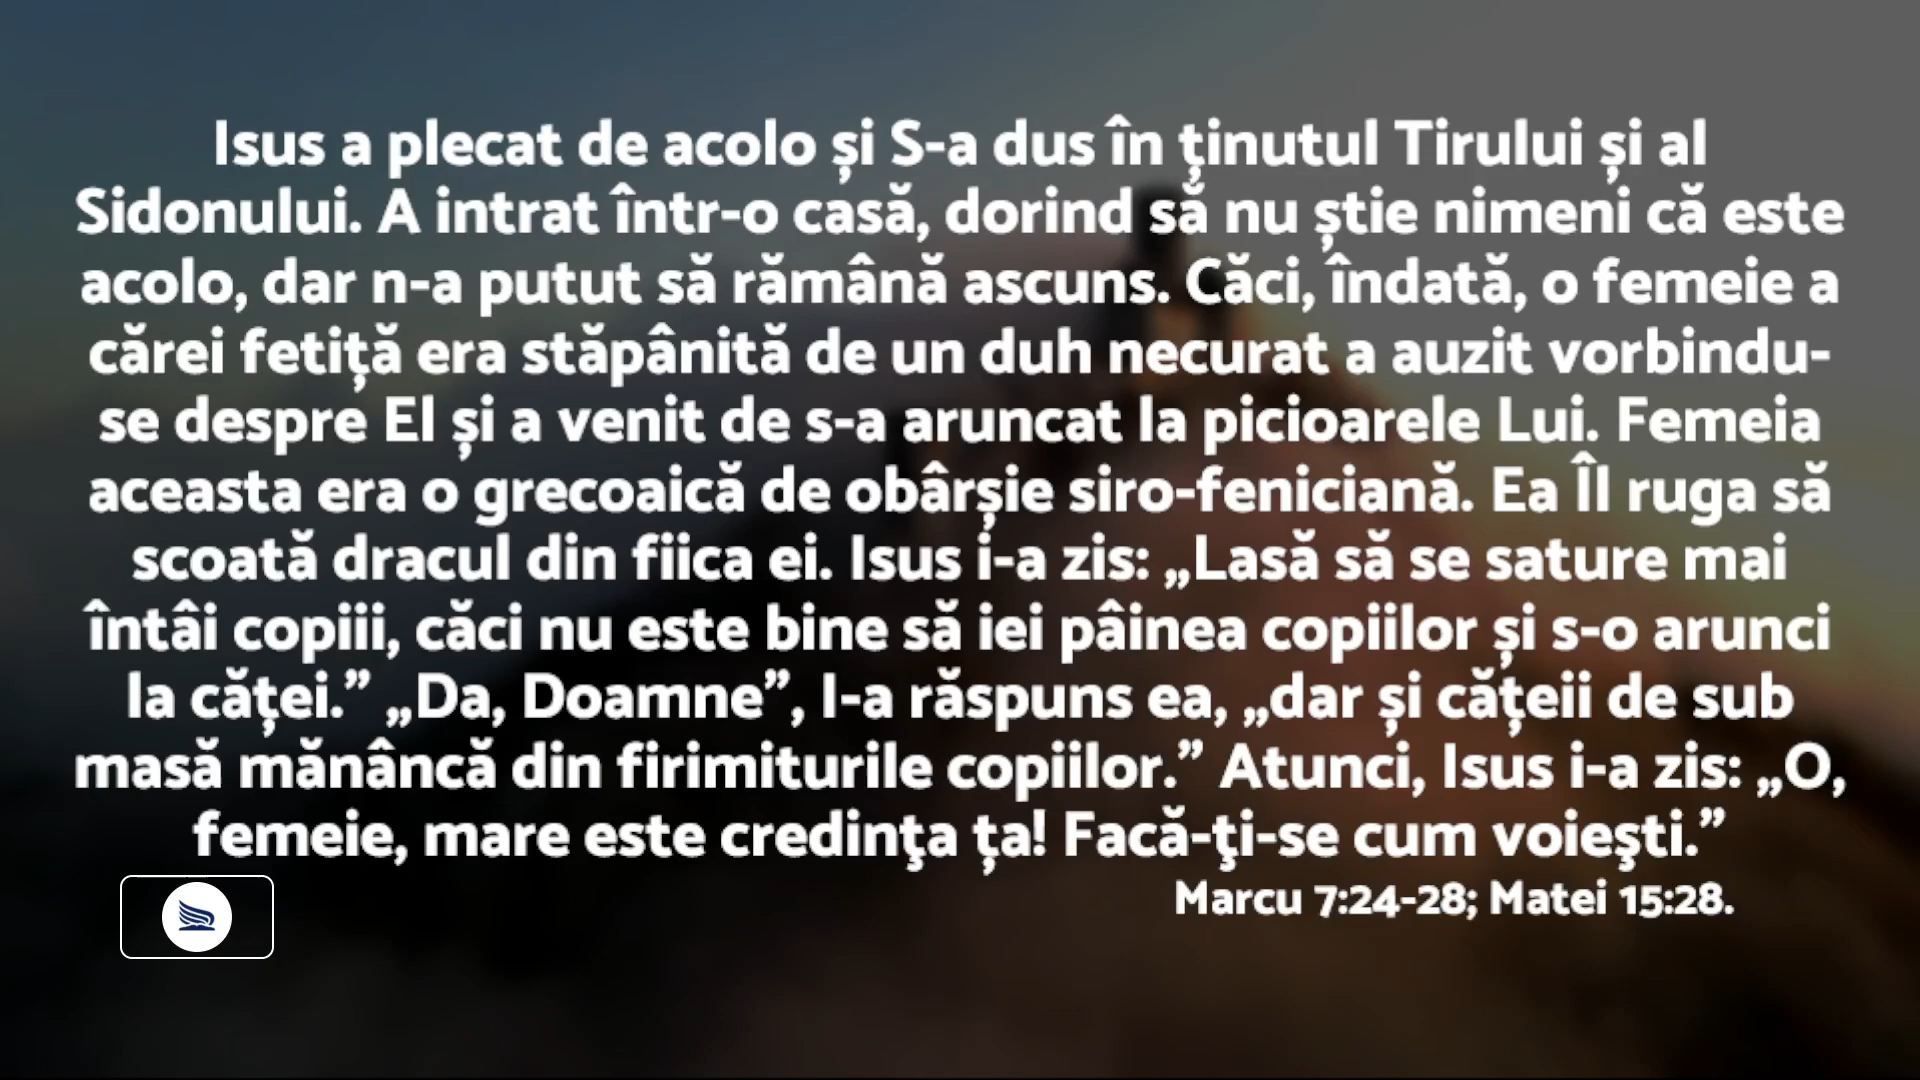 Isus a plecat de acolo și S-a dus în ținutul Tirului și al
Sidonului. A intrat într-o casă, dorind să nu știe nimeni că este
acolo, dar n-a putut să rămână ascuns. Căci, îndată, o femeie a
cărei fetiță era stăpânită de un duh necurat a auzit vorbindu-
se despre El și a venit de s-a aruncat la picioarele Lui. Femeia
aceasta era o grecoaică de obârșie siro-feniciană. Ea Îl ruga să
scoată dracul din fiica ei. Isus i-a zis: „Lasă să se sature mai
întâi copiii, căci nu este bine să iei pâinea copiilor și s-o arunci
la căței.” „Da, Doamne”, I-a răspuns ea, „dar și cățeii de sub
masă mănâncă din firimiturile copiilor.” Atunci, Isus i-a zis: „O,
femeie, mare este credinţa ța! Facă-ţi-se cum voieşti.”
Marcu 7:24-28; Matei 15:28.